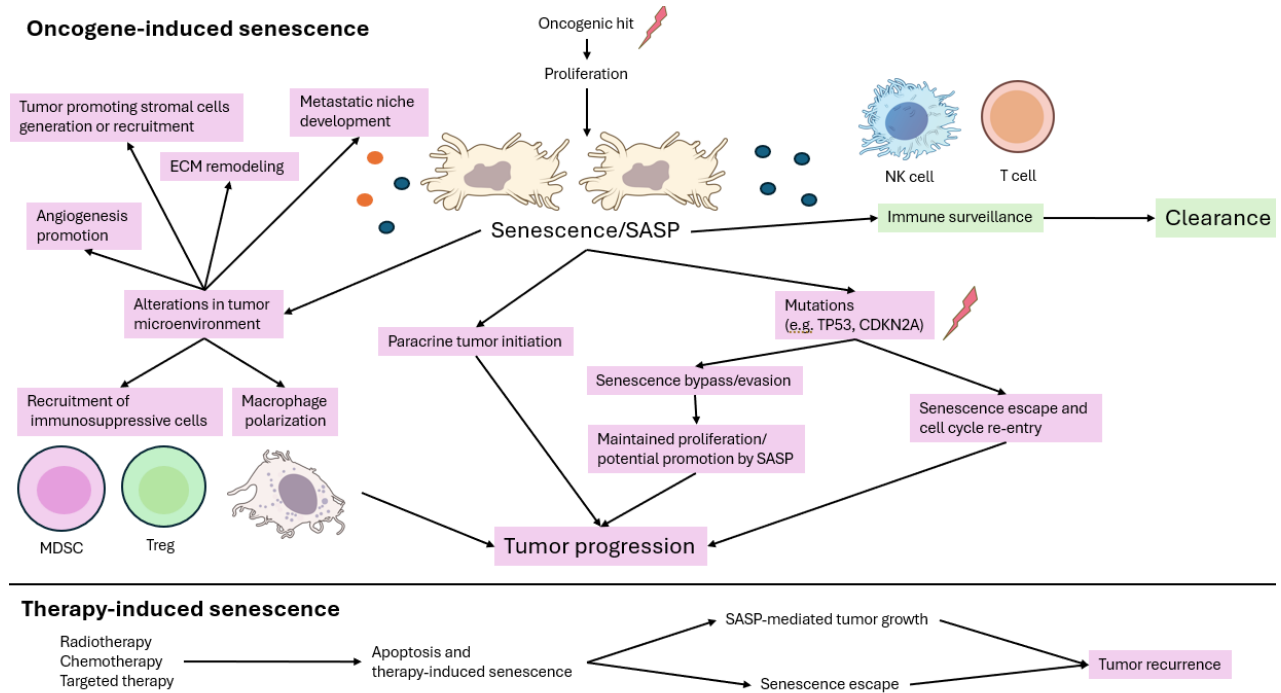 Oncogene-induced senescence
Oncogenic hit
Proliferation
Tumor promoting stromal cells
generation or recruitment
Metastatic niche
development
ECM remodeling
Angiogenesis
promotion
NK cell
T cell
Senescence/SASP
Immune surveillance
Clearance
Alterations in tumor
microenvironment
Paracrine tumor initiation
Mutations
(e.g. TP53, CDKN2A)
Senescence bypass/evasion
Recruitment of
immunosuppressive cells
Macrophage
polarization
Maintained proliferation/
potential promotion by SASP
Senescence escape and
cell cycle re-entry
MDSC
Treg
Tumor progression
Therapy-induced senescence
Radiotherapy
Chemotherapy
Targeted therapy
Apoptosis and
therapy-induced senescence
SASP-mediated tumor growth
Senescence escape
Tumor recurrence